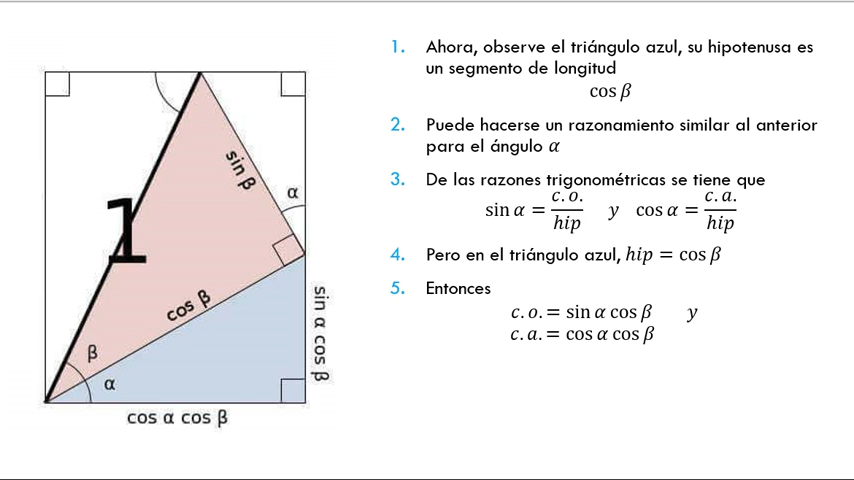 1. Ahora, observe el triángulo azul, su hipotenusa es
un segmento de longitud
cos β
2. Puede hacerse un razonamiento similar al anterior
para el ángulo α
3. De las razones trigonométricas se tiene que
sin α = c. o./hip y cos α = c. a./hip
4. Pero en el triángulo azul, hip = cos β
5. Entonces
c. o. = sin α cos β y
c. a. = cos α cos β
sin β
α
1
cos β
sin α cos β
β
α
cos α cos β